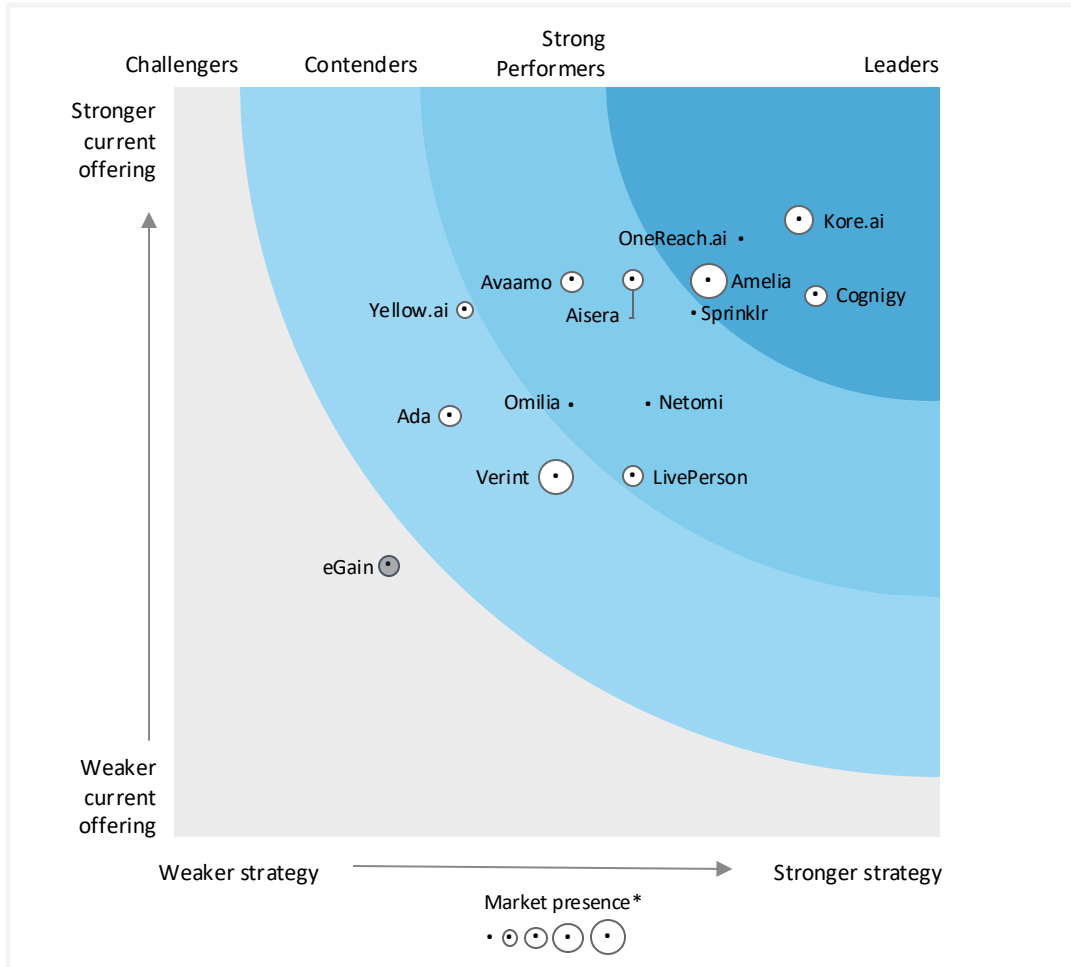 Strong
Challengers Contenders Performers Leaders
Stronger
current
offering
Kore.ai
OneReach.ai
Avaamo
Amelia
Cognigy
Yellow.ai
Aisera
Sprinklr
Omilia
Netomi
Ada
Verint
LivePerson
eGain
Weaker
current
offering
Weaker strategy
Stronger strategy
Market presence*